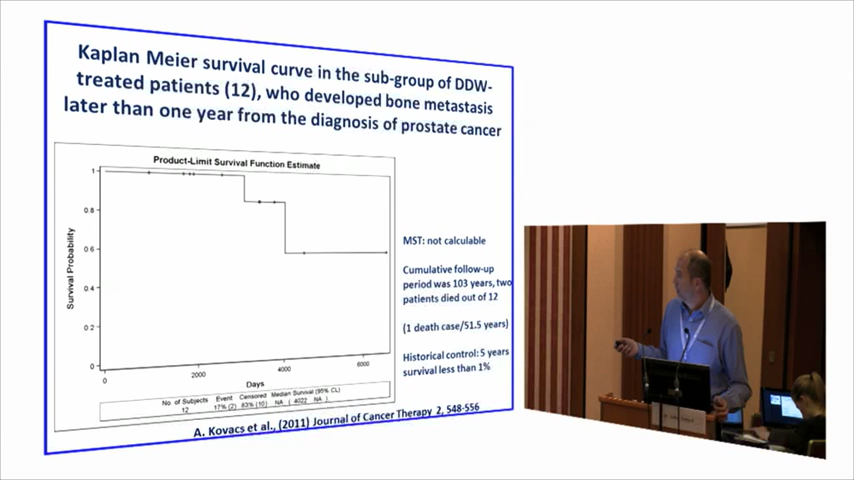 Kaplan Meier survival curve in the sub-group of DDW-
treated patients (12), who developed bone metastasis
later than one year from the diagnosis of prostate cancer
Product-Limit Survival Function Estimate
Survival Probability
1
0.8
0.6
0.4
0.2
0
0 2000 4000 6000
Days
No. of Subjects Event Censored Median Survival (95% CL)
12 17% (2) 83% (10) NA ( 4022 NA )
MST: not calculable
Cumulative follow-up
period was 103 years, two
patients died out of 12
(1 death case/51.5 years)
Historical control: 5 years
survival less than 1%
A. Kovacs et al., (2011) Journal of Cancer Therapy 2, 548-556